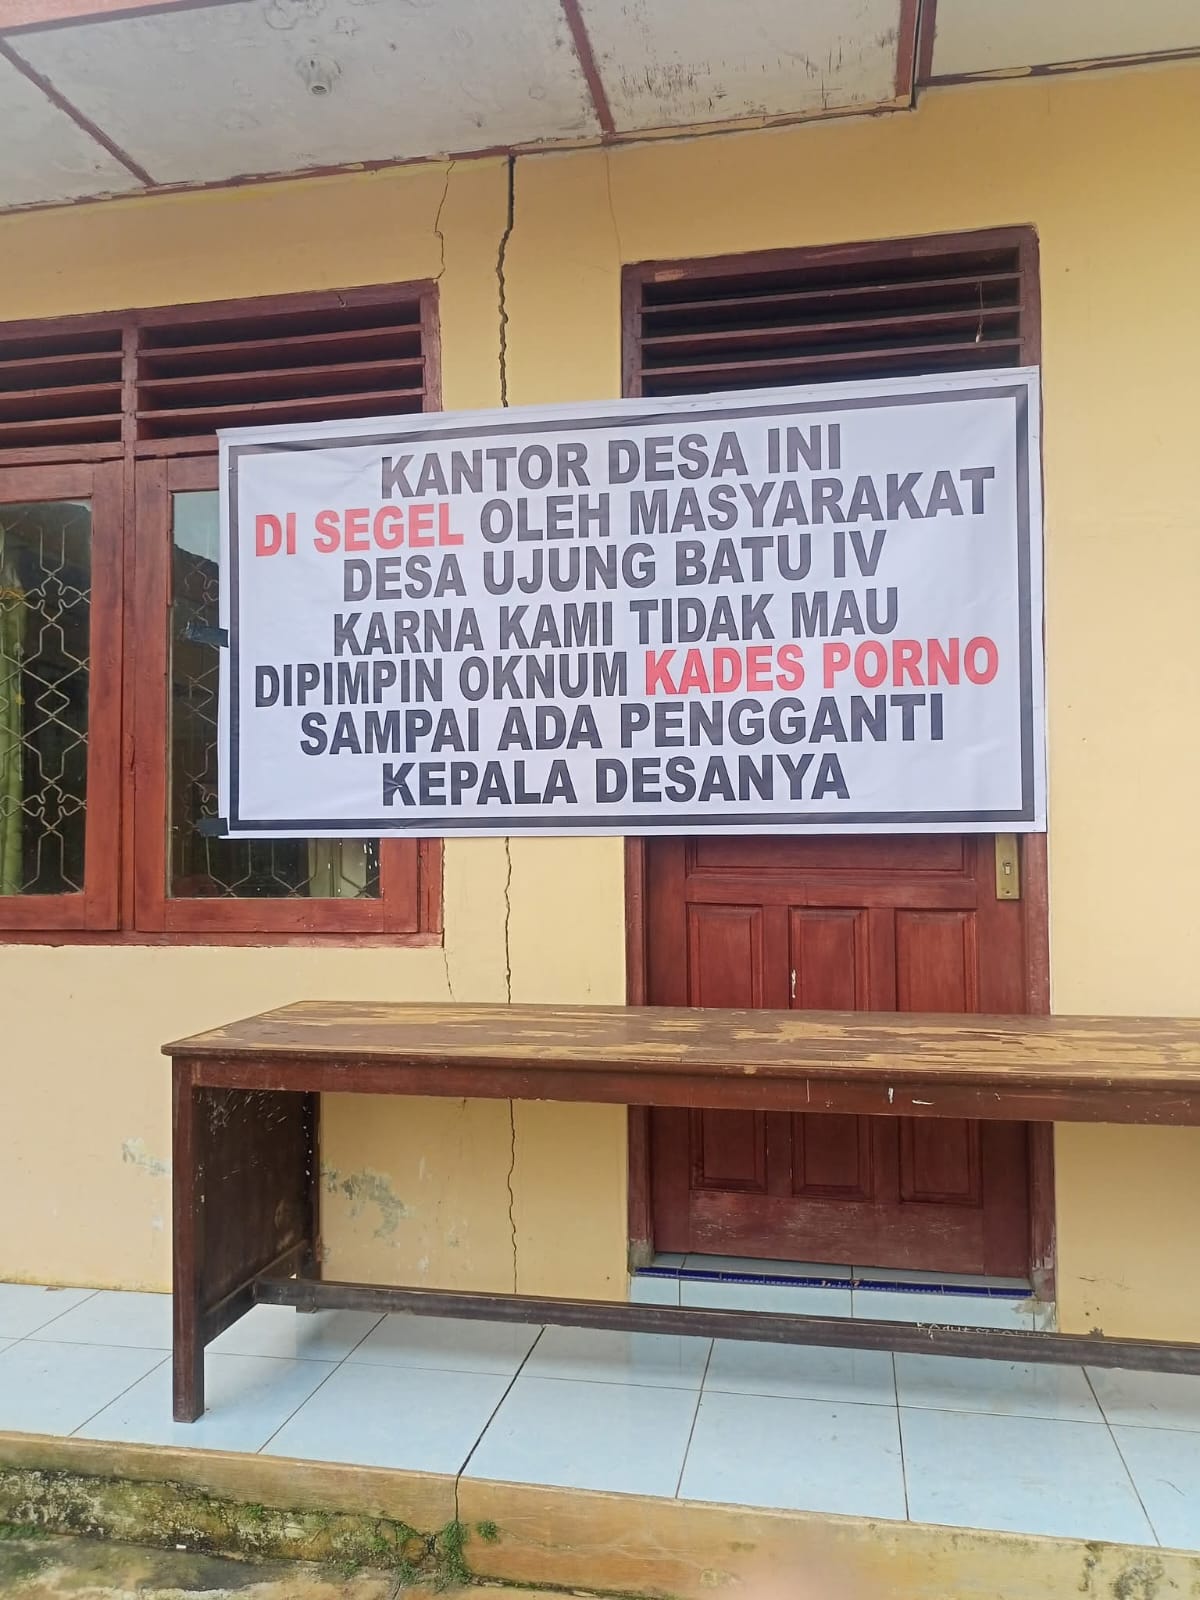 KANTOR DESA INI
DI SEGEL OLEH MASYARAKAT
DESA UJUNG BATU IV
KARNA KAMI TIDAK MAU
DIPIMPIN OKNUM KADES PORNO
SAMPAI ADA PENGGANTI
KEPALA DESANYA